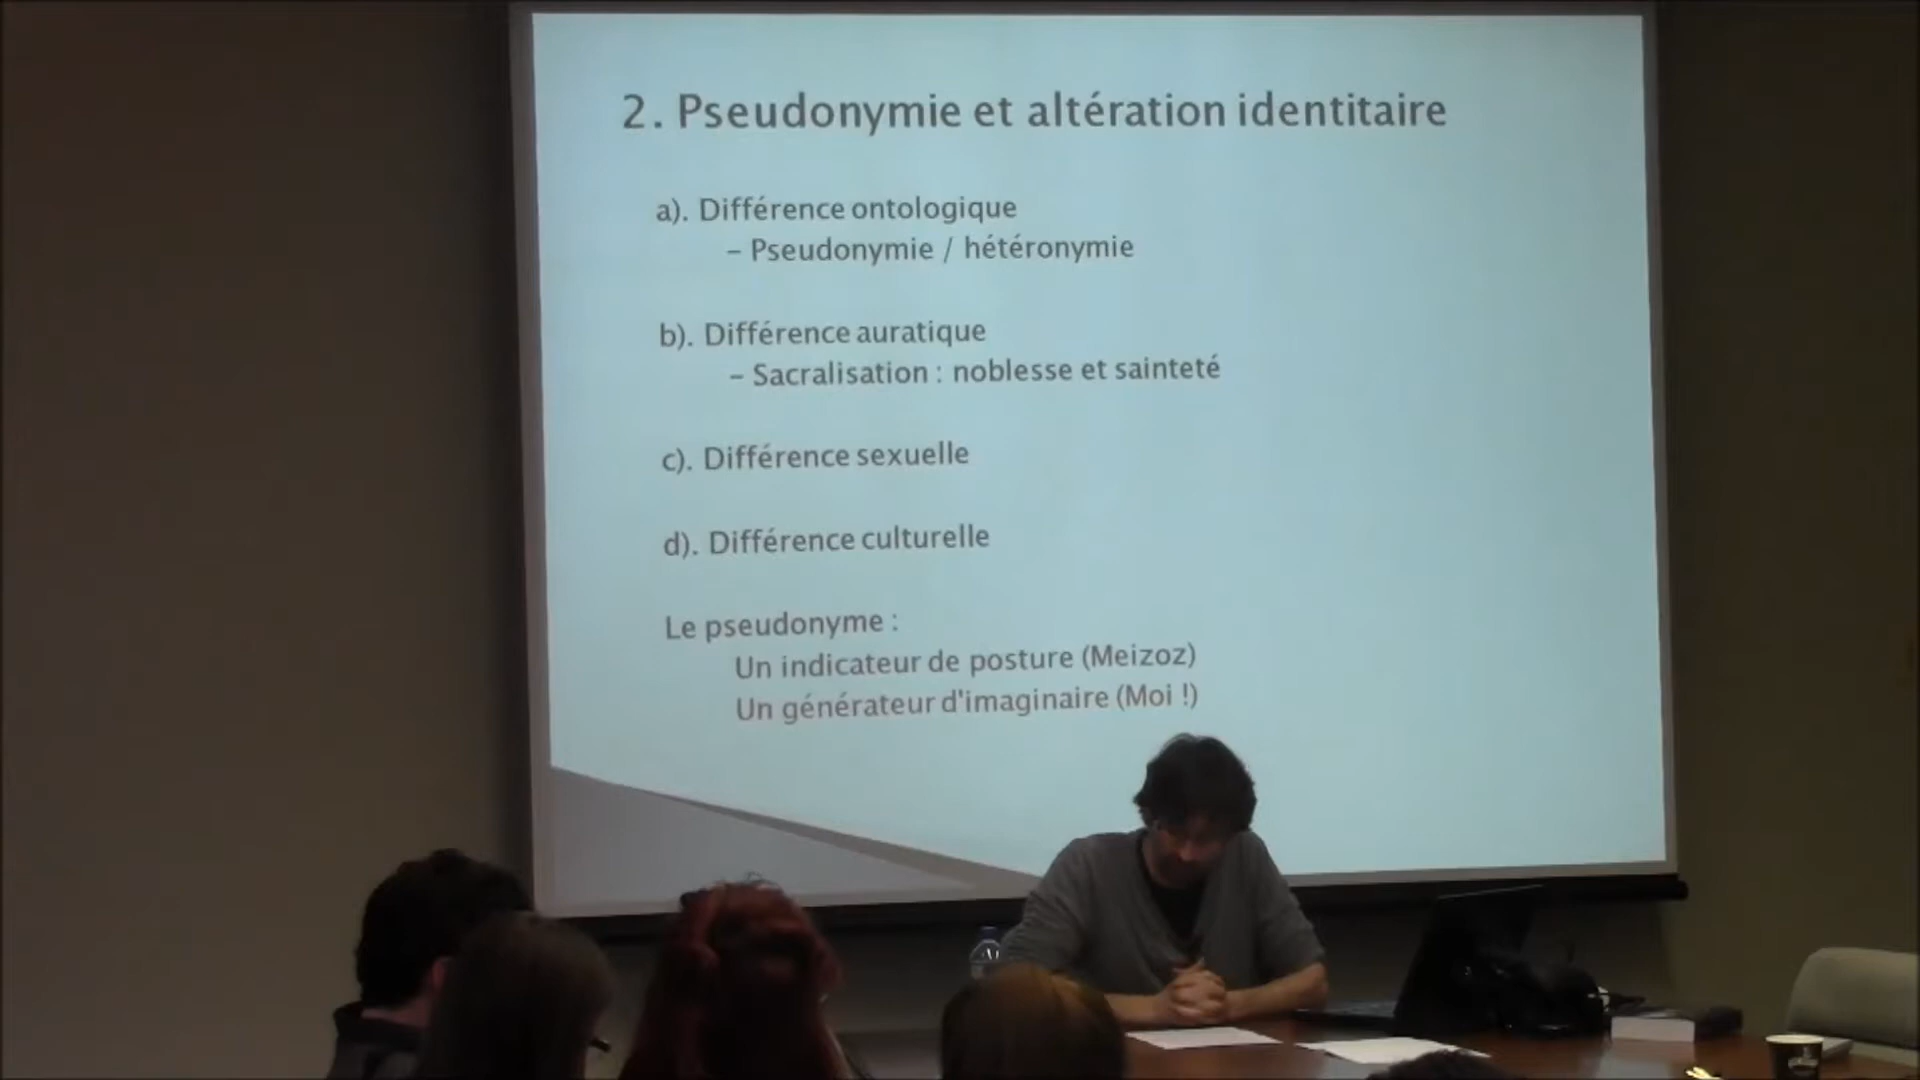 2. Pseudonymie et altération identitaire
a). Différence ontologique
– Pseudonymie / hétéronymie
b). Différence auratique
– Sacralisation : noblesse et sainteté
c). Différence sexuelle
d). Différence culturelle
Le pseudonyme :
Un indicateur de posture (Meizoz)
Un générateur d'imaginaire (Moi !)